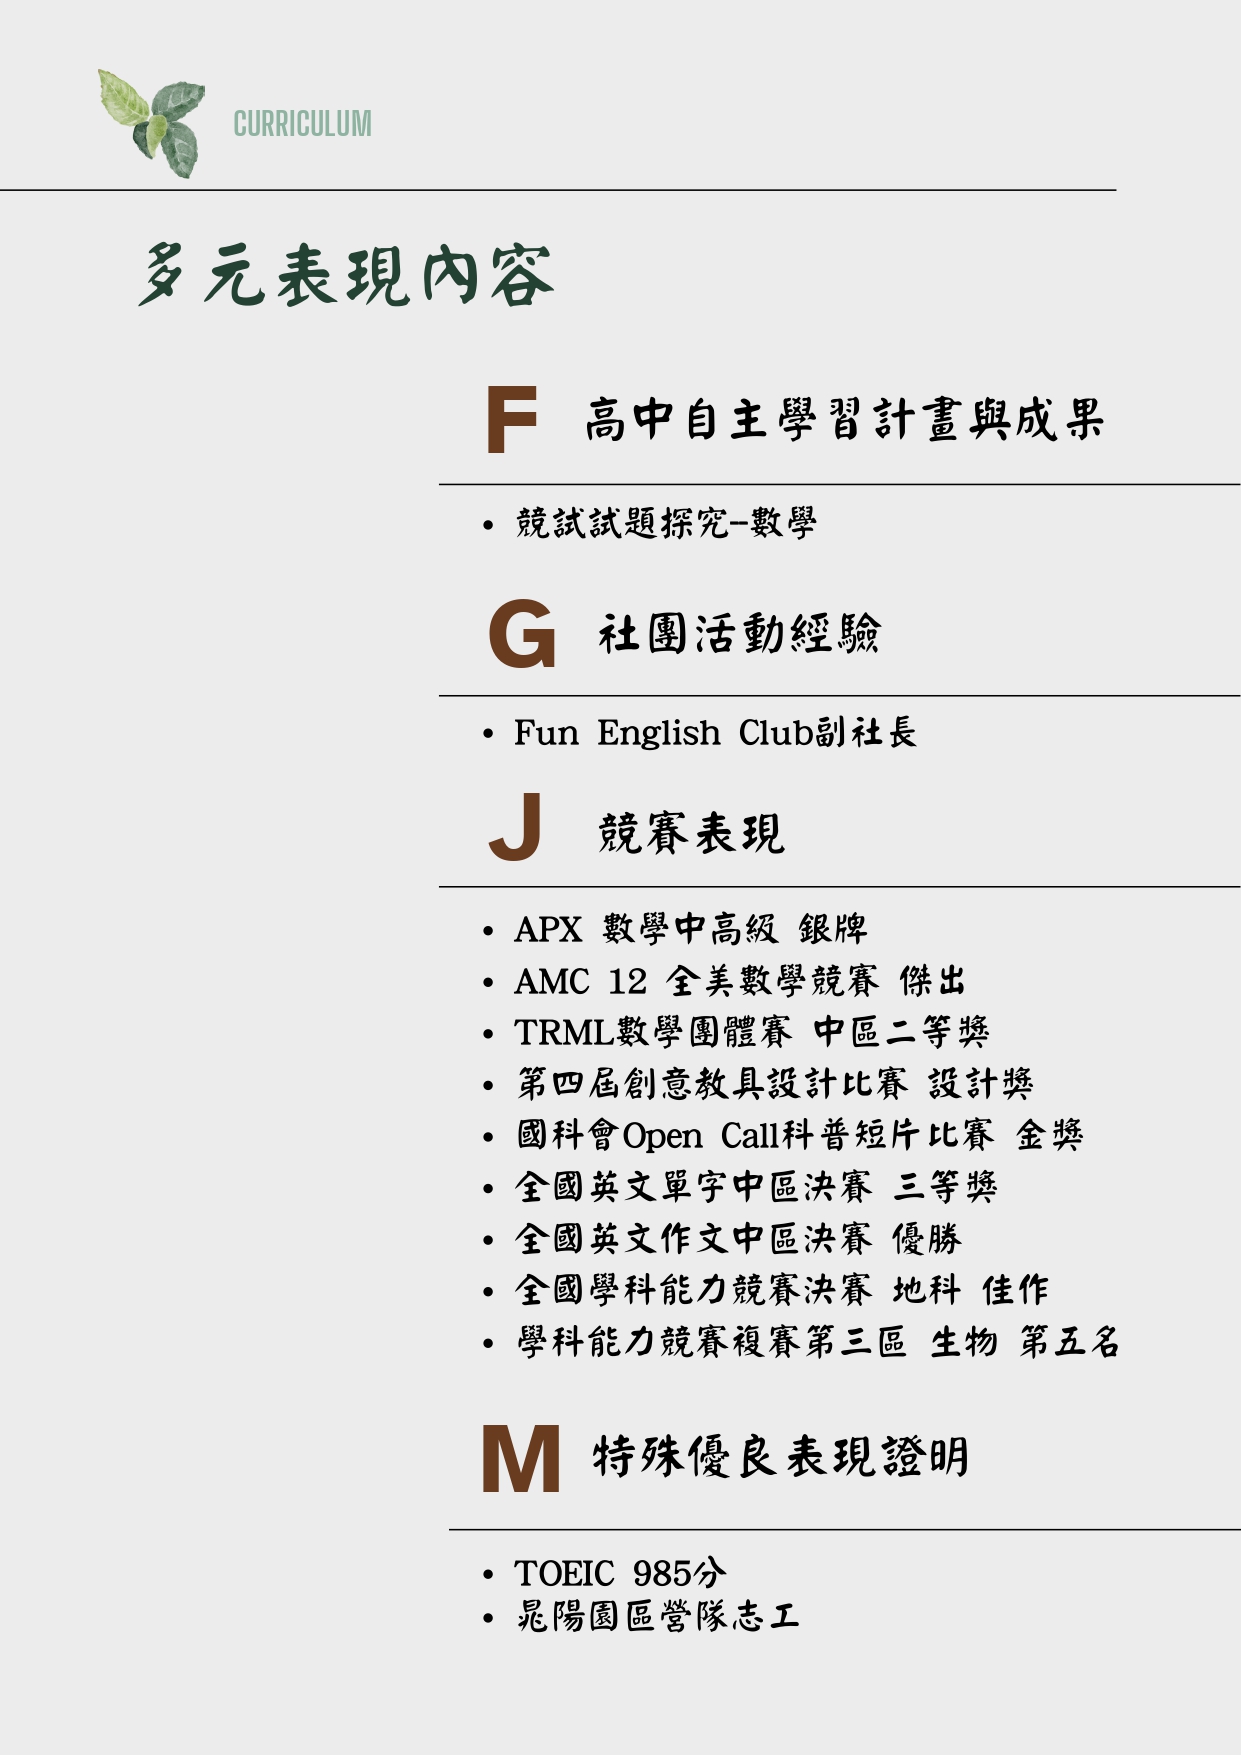 CURRICULUM
多元表現內容
F 高中自主學習計畫與成果
• 競試試題探究–數學
G 社團活動經驗
• Fun English Club副社長
J 競賽表現
• APX 數學中高級 銀牌
• AMC 12 全美數學競賽 傑出
• TRML數學團體賽 中區二等獎
• 第四屆創意教具設計比賽 設計獎
• 國科會Open Call科普短片比賽 金獎
• 全國英文單字中區決賽 三等獎
• 全國英文作文中區決賽 優勝
• 全國學科能力競賽決賽 地科 佳作
• 學科能力競賽複賽第三區 生物 第五名
M 特殊優良表現證明
• TOEIC 985分
• 晁陽園區營隊志工